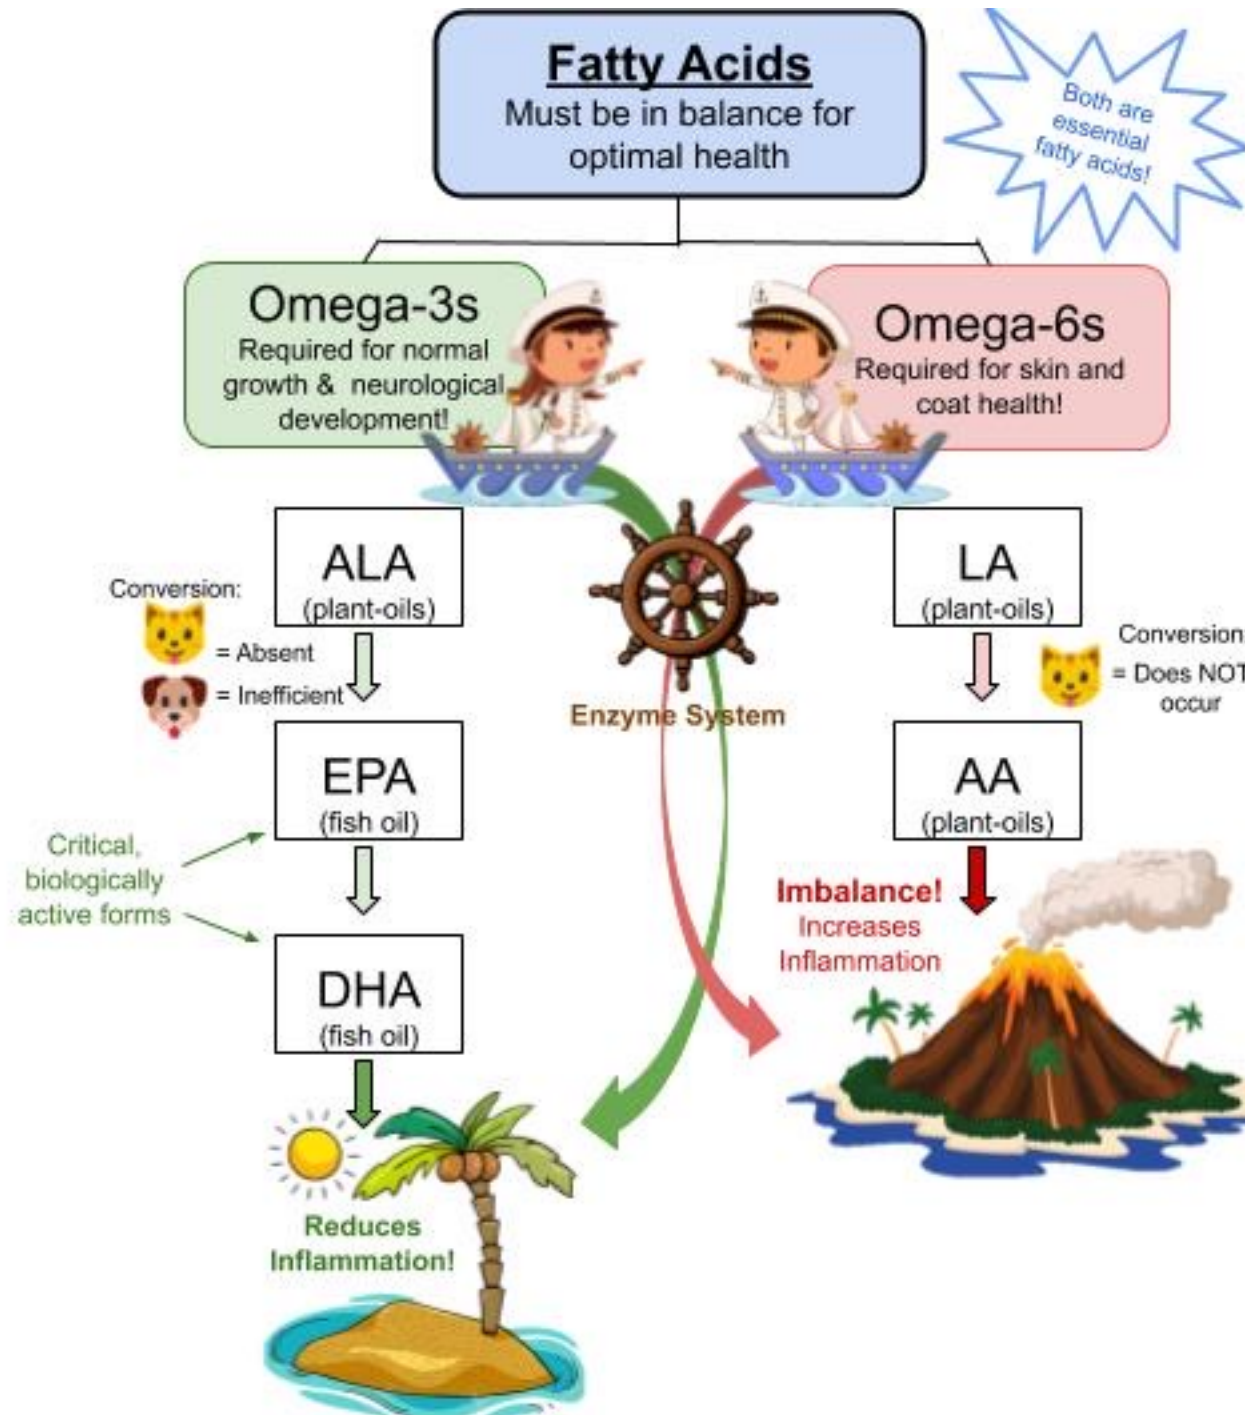 Fatty Acids
Must be in balance for
optimal health
Both are
essential
fatty acids!
Omega-3s
Required for normal
growth & neurological
development!
Omega-6s
Required for skin and
coat health!
ALA
(plant-oils)
Conversion:
= Absent
= Inefficient
Enzyme System
LA
(plant-oils)
Conversion
= Does NOT
occur
EPA
(fish oil)
AA
(plant-oils)
Critical,
biologically
active forms
Imbalance!
Increases
Inflammation
DHA
(fish oil)
Reduces
Inflammation!